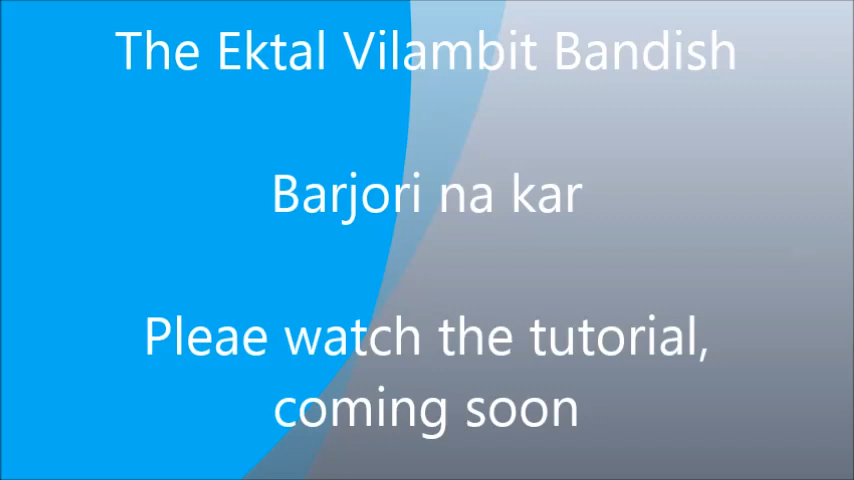 The Ektal Vilambit Bandish
Barjori na kar
Pleae watch the tutorial,
coming soon